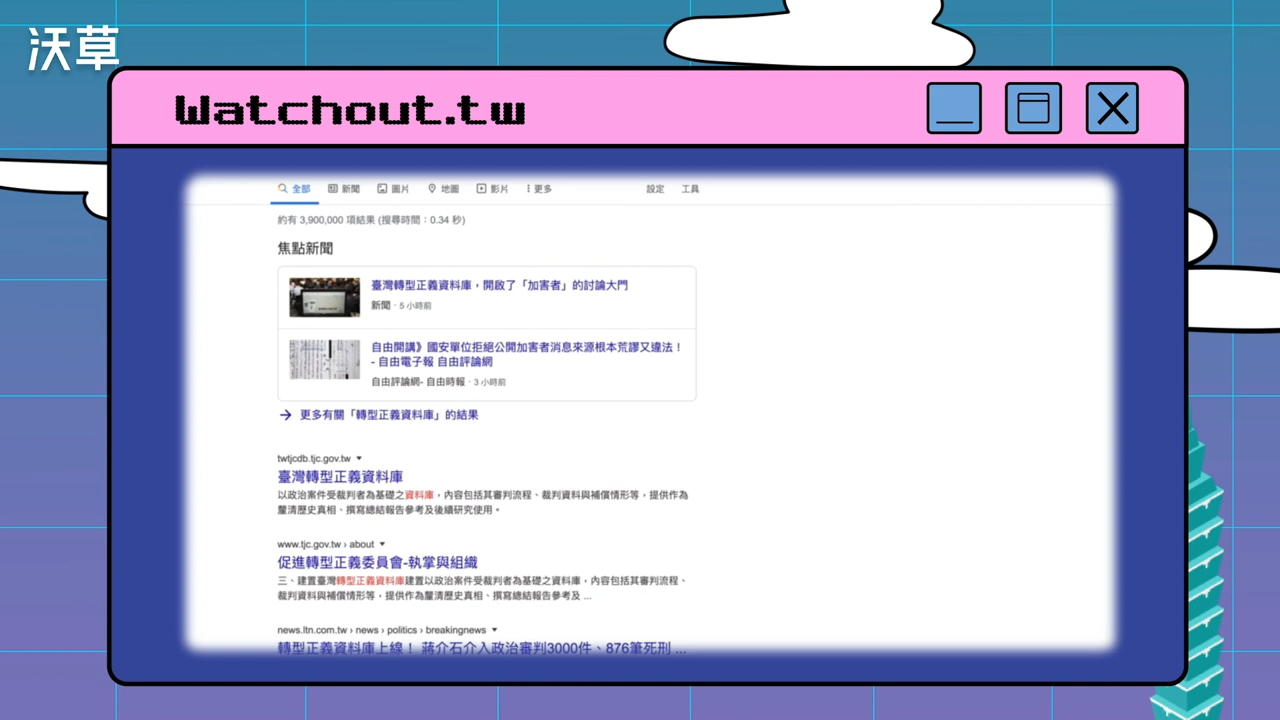 沃草
Watchout.tw
全部 新聞 圖片 地圖 影片 更多 設定 工具
約有 3,900,000 項結果 (搜尋時間：0.34 秒)
焦點新聞
臺灣轉型正義資料庫，開啟了「加害者」的討論大門
新聞 · 5 小時前
自由開講》國安單位拒絕公開加害者消息來源根本荒謬又違法！
- 自由電子報 自由評論網
自由評論網- 自由時報 · 3 小時前
→ 更多有關「轉型正義資料庫」的結果
twtjcdb.tjc.gov.tw
臺灣轉型正義資料庫
以政治案件受裁判者為基礎之資料庫，內容包括其審判流程、裁判資料與補償情形等，提供作為
釐清歷史真相、撰寫總結報告參考及後續研究使用。
www.tjc.gov.tw › about
促進轉型正義委員會-執掌與組織
三、建置臺灣轉型正義資料庫建置以政治案件受裁判者為基礎之資料庫，內容包括其審判流程、
裁判資料與補償情形等，提供作為釐清歷史真相、撰寫總結報告參考及 ...
news.ltn.com.tw › news › politics › breakingnews
轉型正義資料庫上線！ 蔣介石介入政治審判3000件、876筆死刑 ...